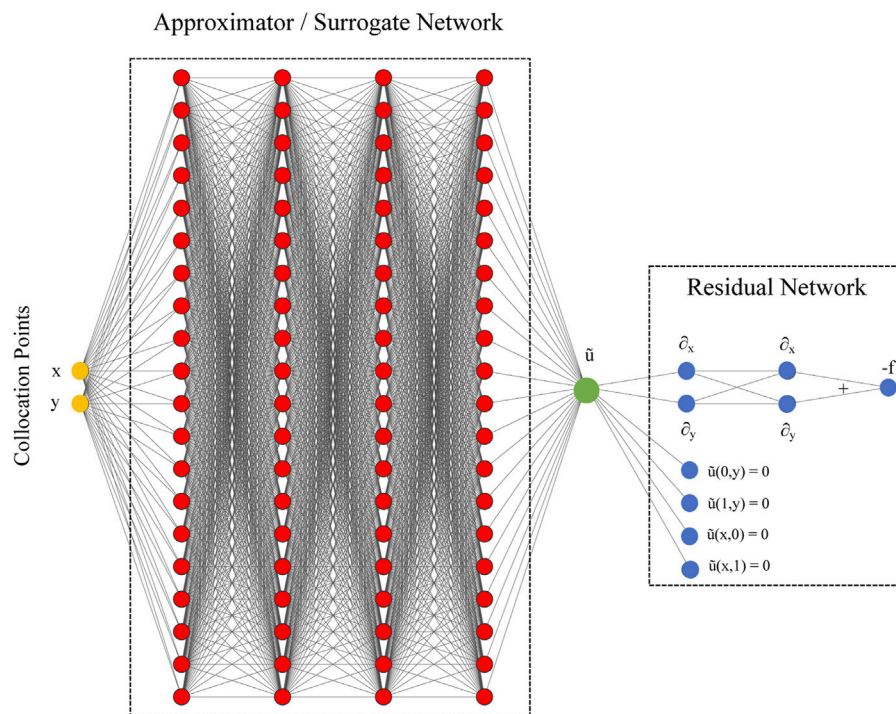 Approximator / Surrogate Network
Collocation Points
x
y
ũ
Residual Network
∂x
∂x
-f
+
∂y
∂y
ũ(0,y) = 0
ũ(1,y) = 0
ũ(x,0) = 0
ũ(x,1) = 0